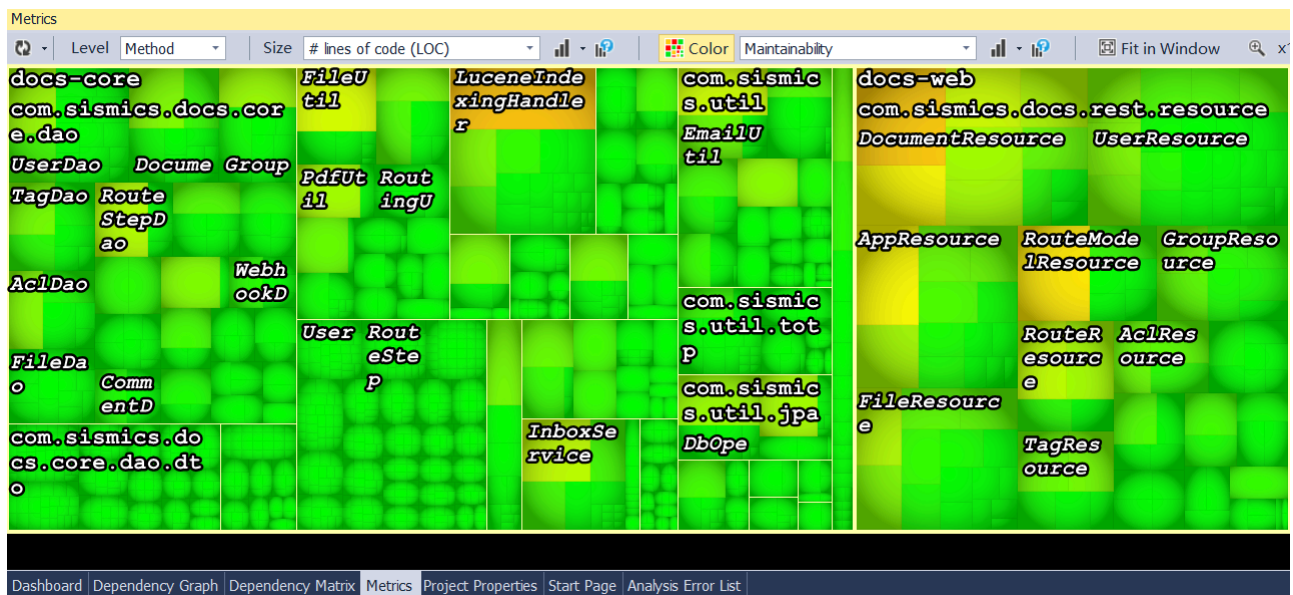 Metrics
Level Method Size # lines of code (LOC) Color Maintainability Fit in Window x
docs-core
com.sismics.docs.cor
e.dao
UserDao Docume Group
TagDao Route
StepD
ao
AclDao
Webh
ookD
FileDa
o
Comm
entD
com.sismics.do
cs.core.dao.dt
o
FileU
til
LuceneInde
xingHandle
r
PdfUt
il
Rout
ingU
User Rout
eSte
p
InboxSe
rvice
com.sismic
s.util
EmailU
til
com.sismic
s.util.tot
p
com.sismic
s.util.jpa
DbOpe
docs-web
com.sismics.docs.rest.resource
DocumentResource UserResource
AppResource
RouteMode
lResource
GroupReso
urce
RouteR
esourc
e
AclRes
ource
FileResourc
e
TagRes
ource
Dashboard Dependency Graph Dependency Matrix Metrics Project Properties Start Page Analysis Error List